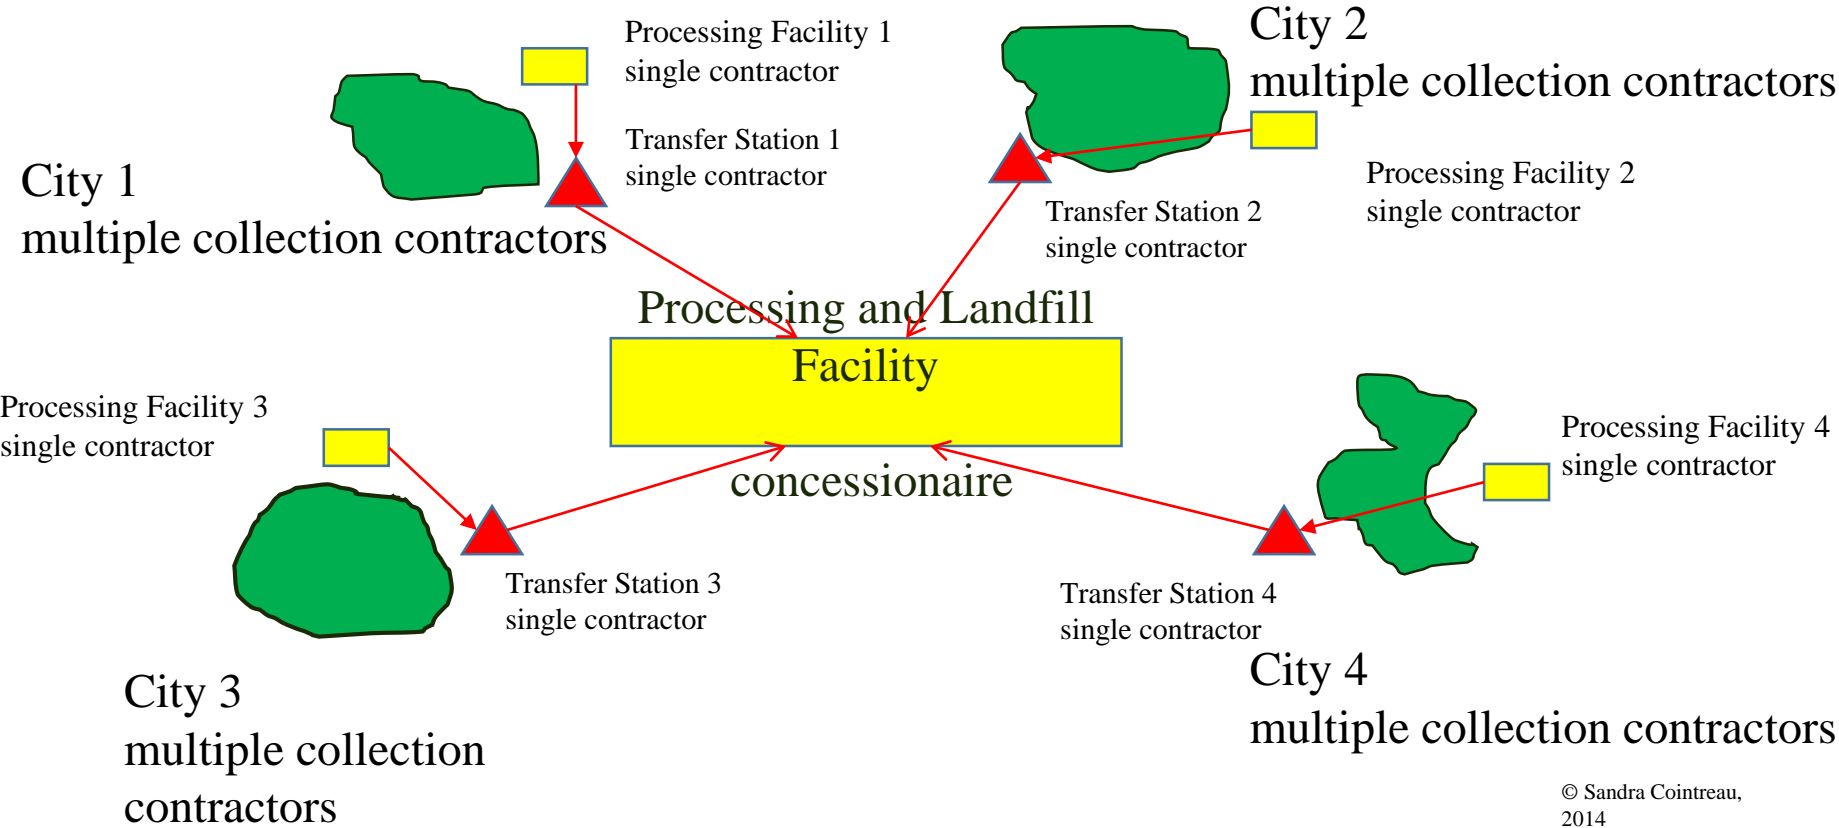 Processing Facility 1
single contractor
Transfer Station 1
single contractor
City 1
multiple collection contractors
City 2
multiple collection contractors
Processing Facility 2
single contractor
Transfer Station 2
single contractor
Processing and Landfill
Facility
concessionaire
Processing Facility 3
single contractor
Transfer Station 3
single contractor
City 3
multiple collection
contractors
Processing Facility 4
single contractor
Transfer Station 4
single contractor
City 4
multiple collection contractors
© Sandra Cointreau,
2014